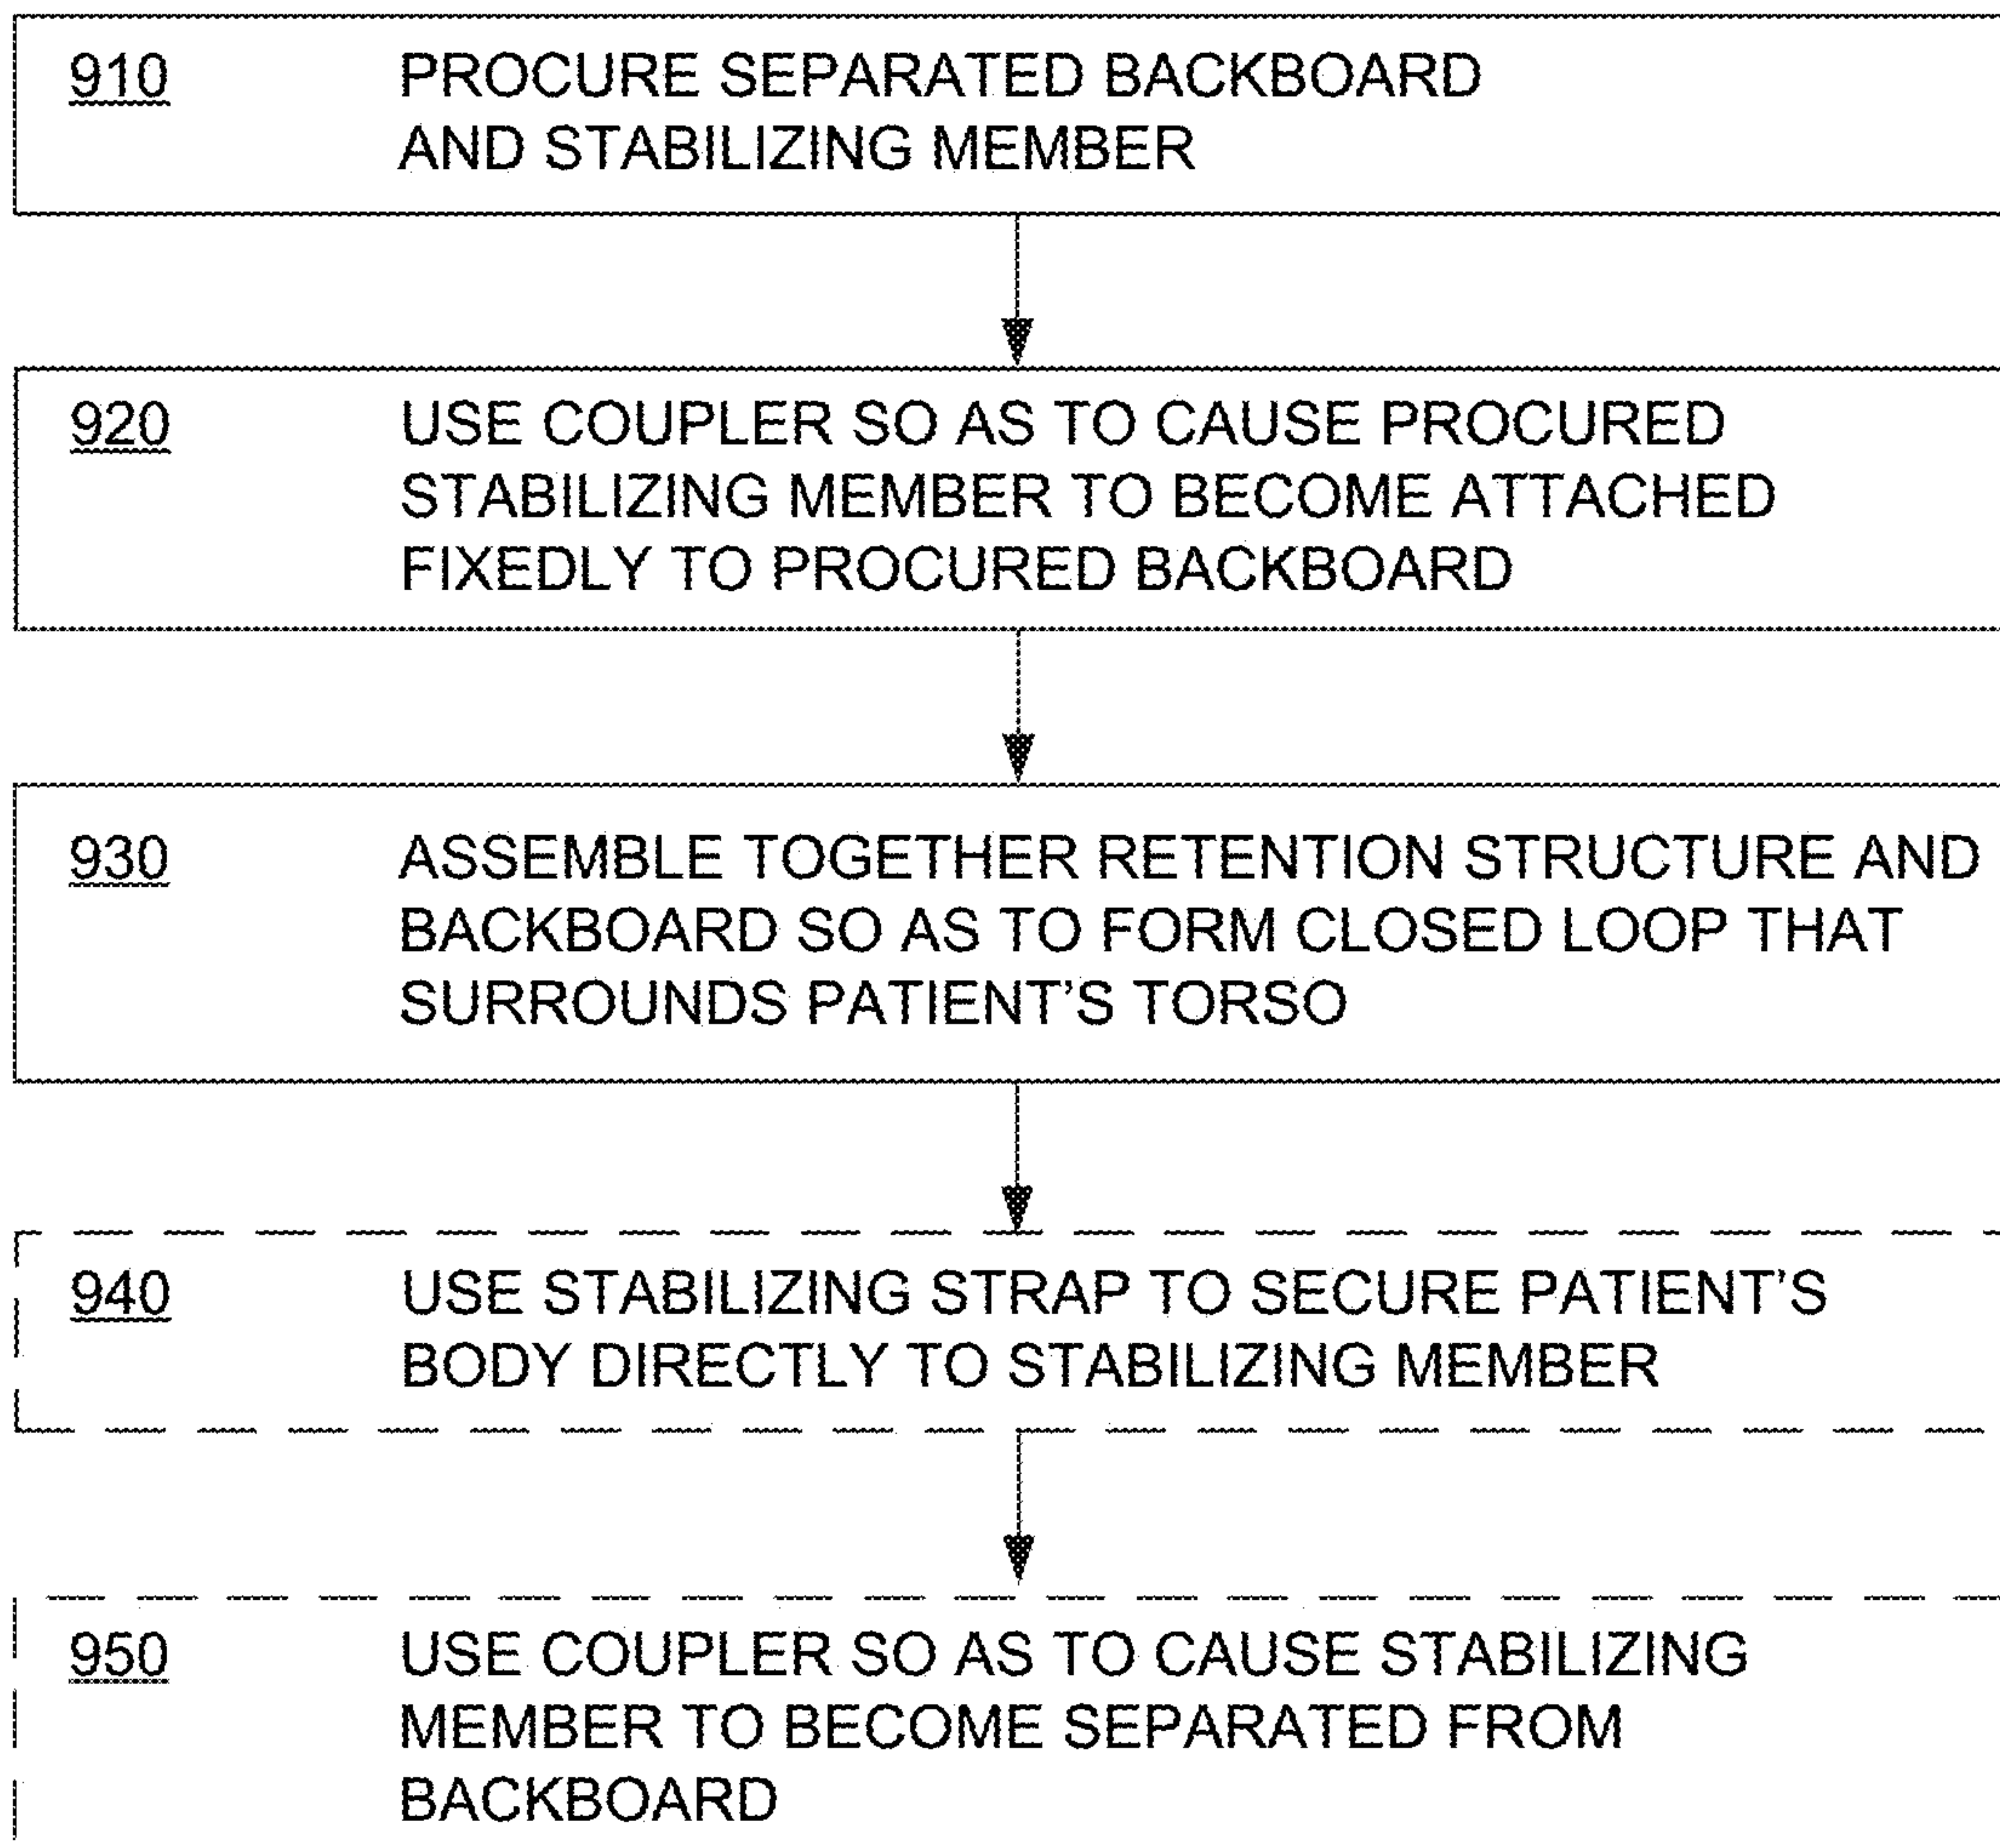 910 PROCURE SEPARATED BACKBOARD
AND STABILIZING MEMBER
920 USE COUPLER SO AS TO CAUSE PROCURED
STABILIZING MEMBER TO BECOME ATTACHED
FIXEDLY TO PROCURED BACKBOARD
930 ASSEMBLE TOGETHER RETENTION STRUCTURE AND
BACKBOARD SO AS TO FORM CLOSED LOOP THAT
SURROUNDS PATIENT'S TORSO
940 USE STABILIZING STRAP TO SECURE PATIENT'S
BODY DIRECTLY TO STABILIZING MEMBER
950 USE COUPLER SO AS TO CAUSE STABILIZING
MEMBER TO BECOME SEPARATED FROM
BACKBOARD